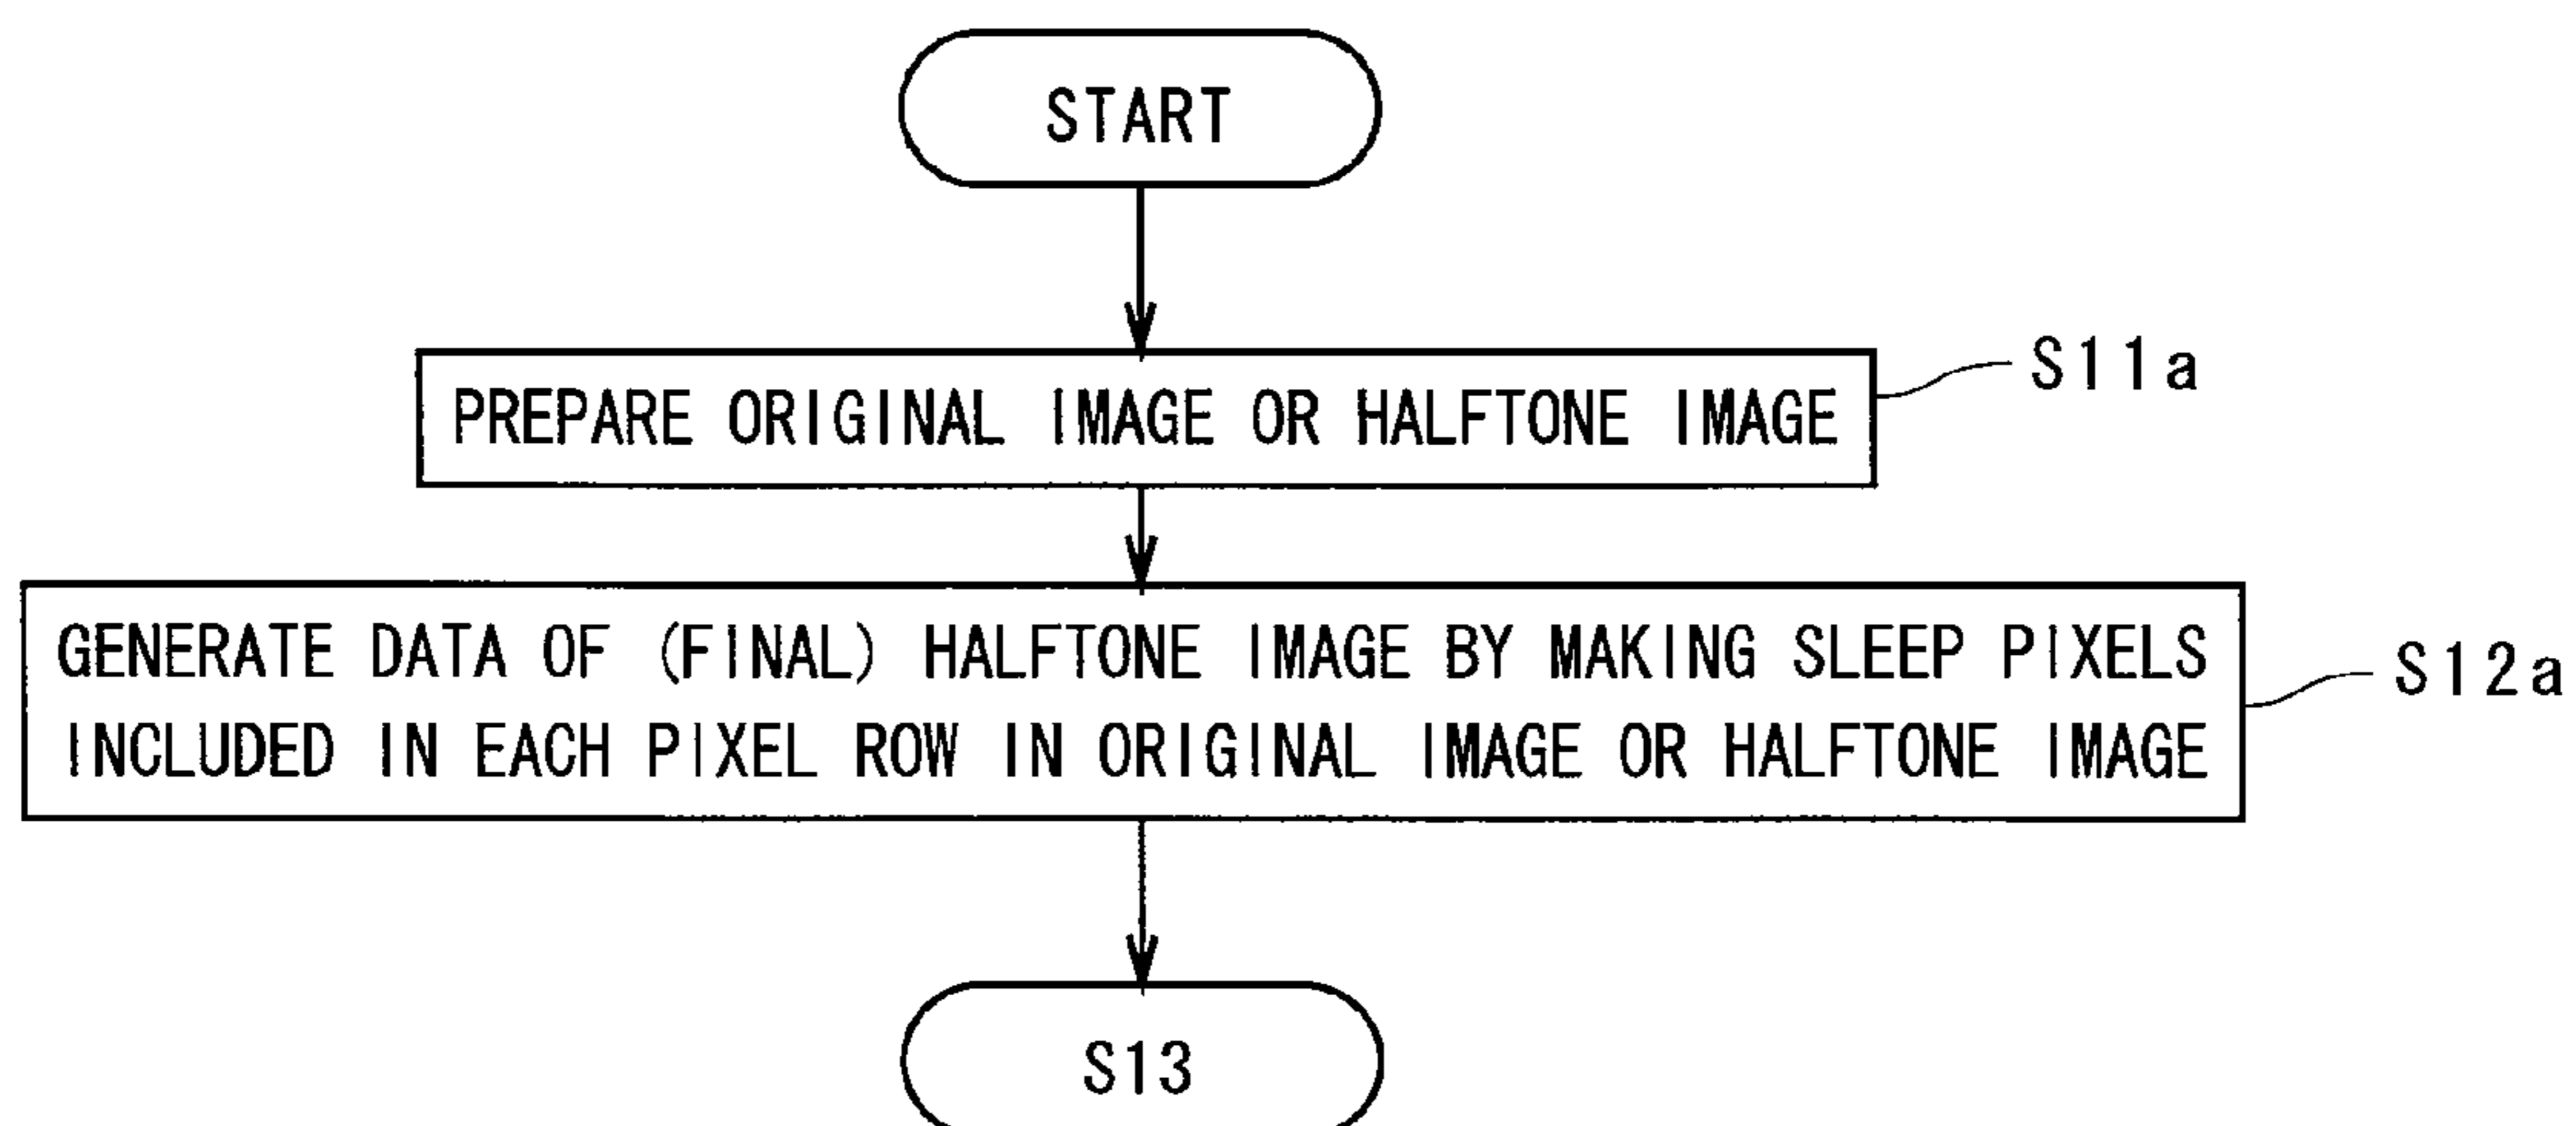 START
PREPARE ORIGINAL IMAGE OR HALFTONE IMAGE
S11a
GENERATE DATA OF (FINAL) HALFTONE IMAGE BY MAKING SLEEP PIXELS
INCLUDED IN EACH PIXEL ROW IN ORIGINAL IMAGE OR HALFTONE IMAGE
S12a
S13